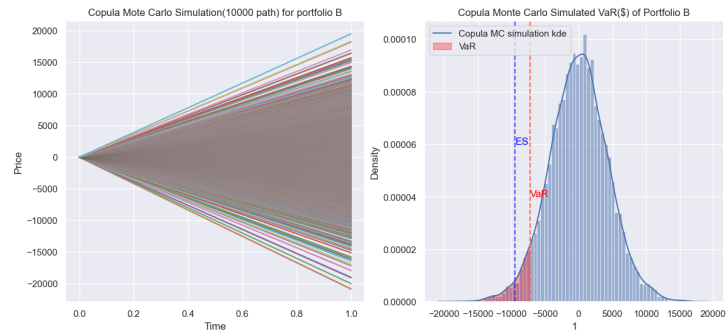 Copula Mote Carlo Simulation(10000 path) for portfolio B
20000
15000
10000
5000
0
−5000
−10000
−15000
−20000
Price
0.0 0.2 0.4 0.6 0.8 1.0
Time
Copula Monte Carlo Simulated VaR($) of Portfolio B
Copula MC simulation kde
VaR
0.00010
0.00008
0.00006
0.00004
0.00002
0.00000
Density
ES
VaR
−20000 −15000 −10000 −5000 0 5000 10000 15000 20000
1